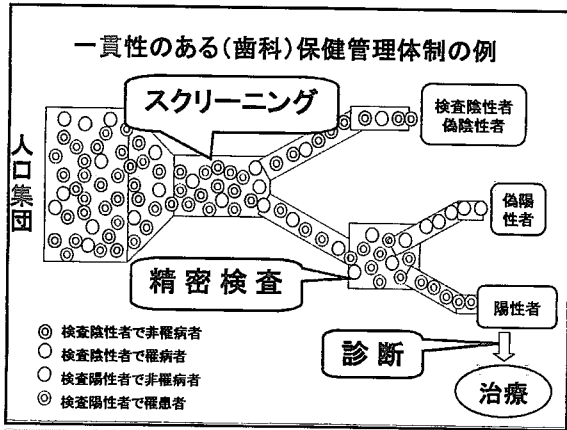 一貫性のある(歯科)保健管理体制の例
スクリーニング
検査陰性者
偽陰性者
人口集団
偽陽
性者
精密検査
陽性者
診断
治療
検査陰性者で非罹病者
検査陰性者で罹病者
検査陽性者で非罹病者
検査陽性者で罹患者